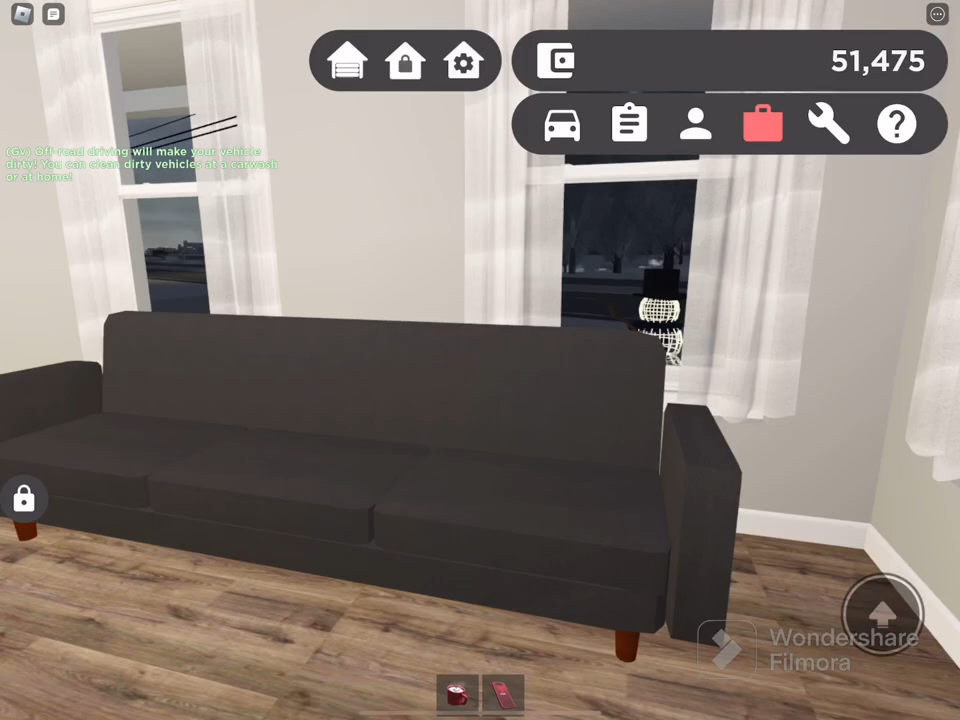 51,475
(GV) Off-road driving will make your vehicle
dirty! You can clean dirty vehicles at a carwash
or at home!
Wondershare
Filmora